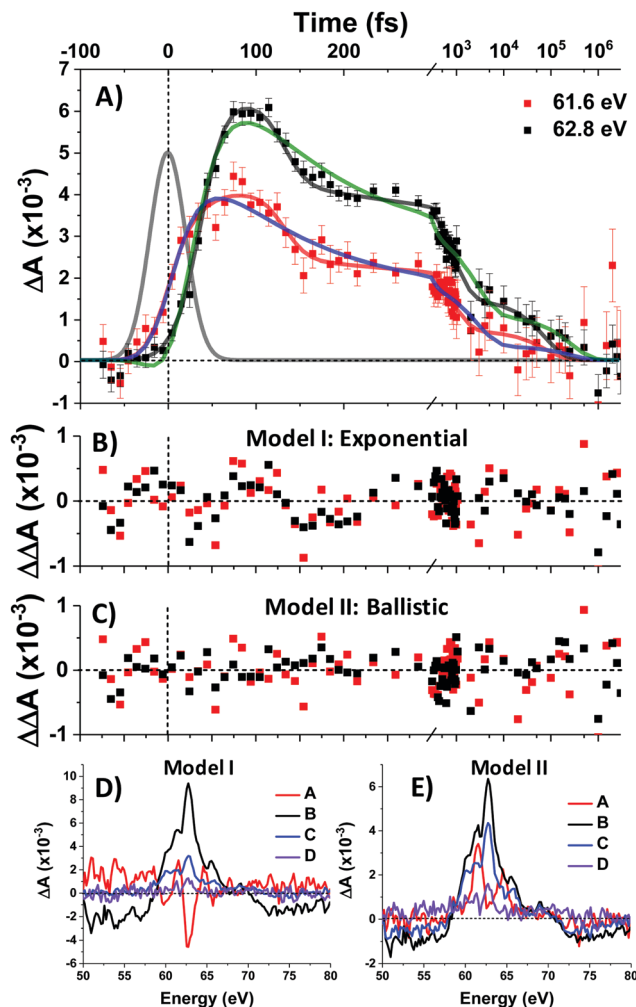 Time (fs)
-100 0 100 200 10³ 10⁴ 10⁵ 10⁶
A)
61.6 eV
62.8 eV
7
6
5
4
3
2
1
0
-1
ΔA (x10⁻³)
B)
Model I: Exponential
1
0
-1
ΔΔA (x10⁻³)
C)
Model II: Ballistic
1
0
-1
ΔΔA (x10⁻³)
D)
Model I
A
B
C
D
10
8
6
4
2
0
-2
-4
-6
ΔA (x10⁻³)
50 55 60 65 70 75 80
Energy (eV)
E)
Model II
A
B
C
D
6
4
2
0
-2
ΔA (x10⁻³)
50 55 60 65 70 75 80
Energy (eV)